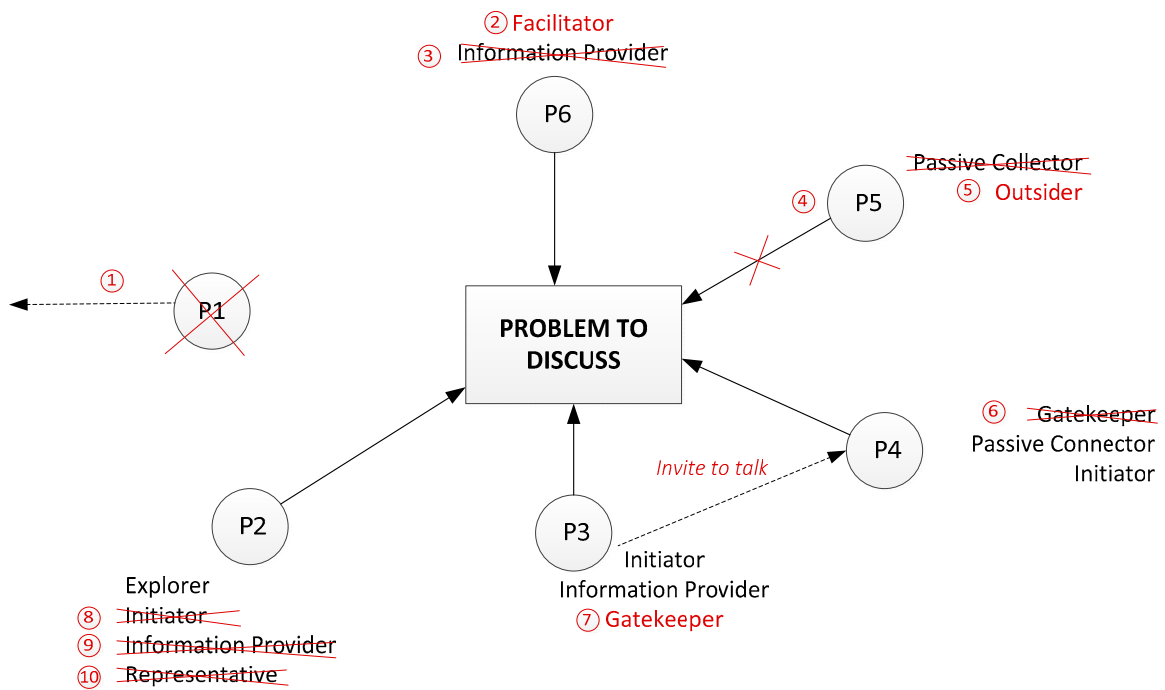 ② Facilitator
③ Information Provider
P6
Passive Collector
④ P5
⑤ Outsider
①
P1
PROBLEM TO
DISCUSS
⑥ Gatekeeper
Passive Connector
Initiator
P4
Invite to talk
P2
P3
Initiator
Information Provider
⑦ Gatekeeper
Explorer
⑧ Initiator
⑨ Information Provider
⑩ Representative